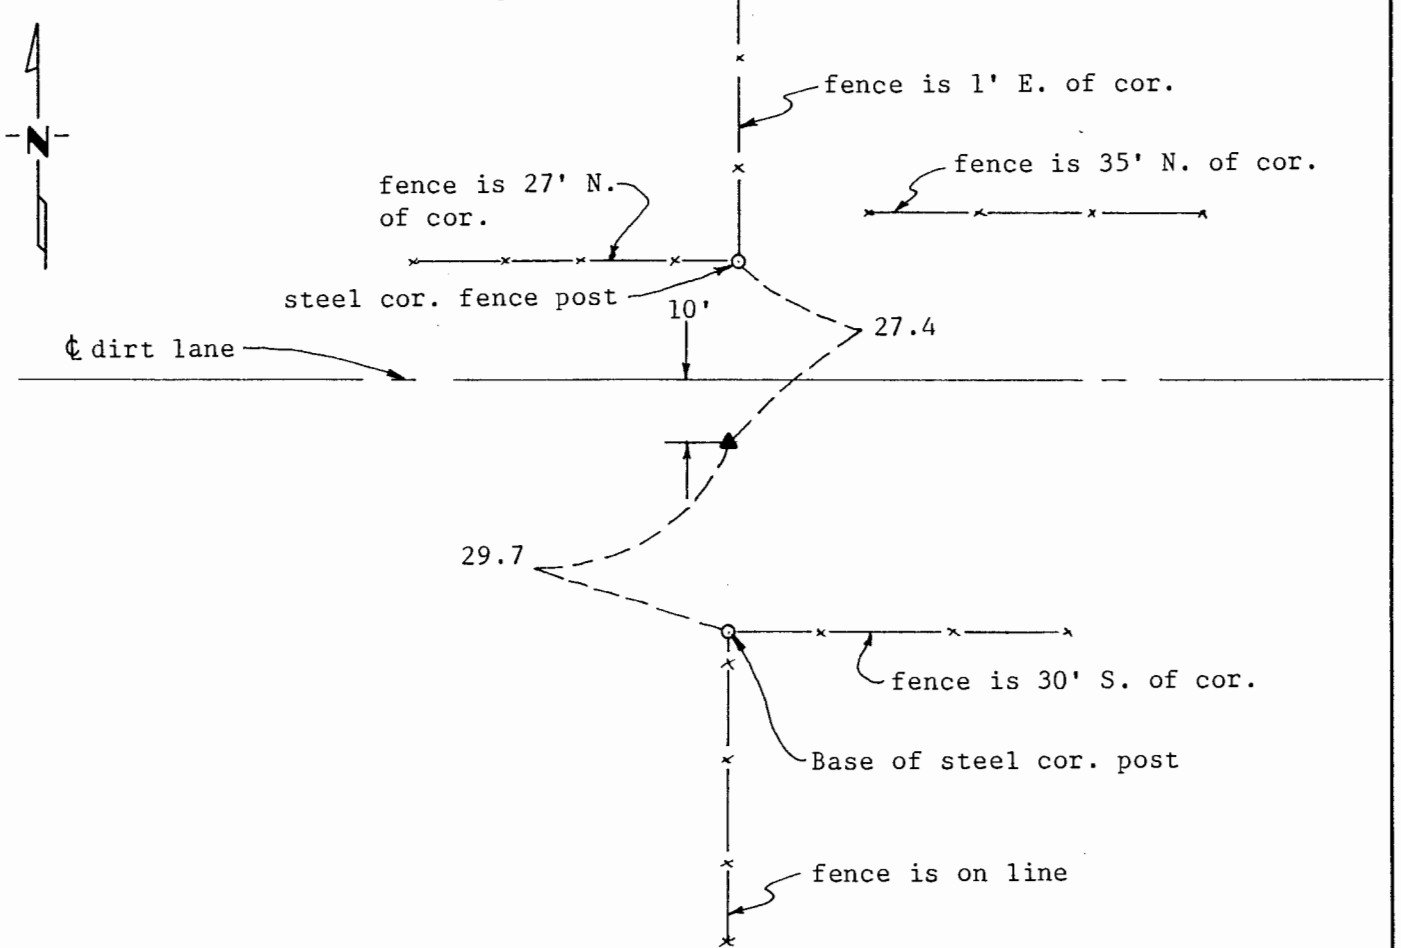 fence is 1' E. of cor.
N
fence is 35' N. of cor.
fence is 27' N.
of cor.
steel cor. fence post
10'
27.4
℄ dirt lane
29.7
fence is 30' S. of cor.
Base of steel cor. post
fence is on line